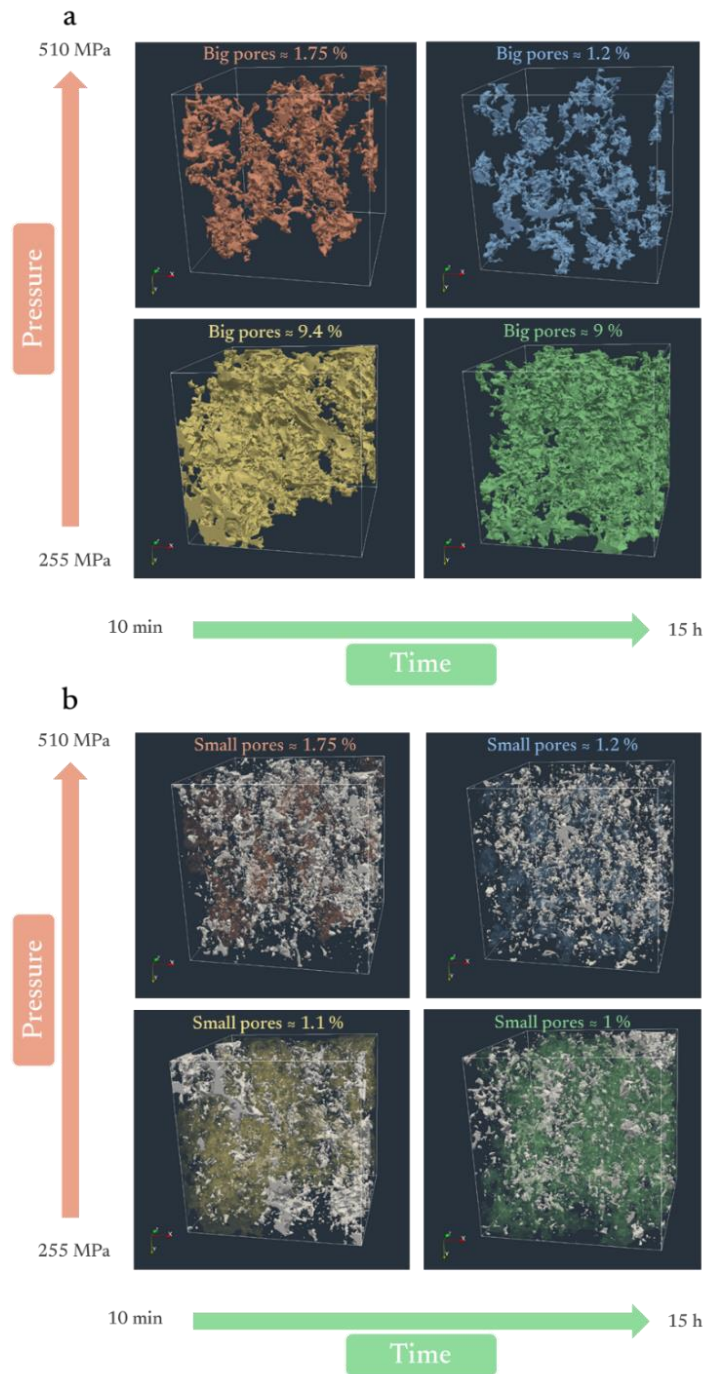 a
510 MPa
Big pores ≈ 1.75 %
Big pores ≈ 1.2 %
Pressure
Big pores ≈ 9.4 %
Big pores ≈ 9 %
255 MPa
10 min
15 h
Time
b
510 MPa
Small pores ≈ 1.75 %
Small pores ≈ 1.2 %
Pressure
Small pores ≈ 1.1 %
Small pores ≈ 1 %
255 MPa
10 min
15 h
Time